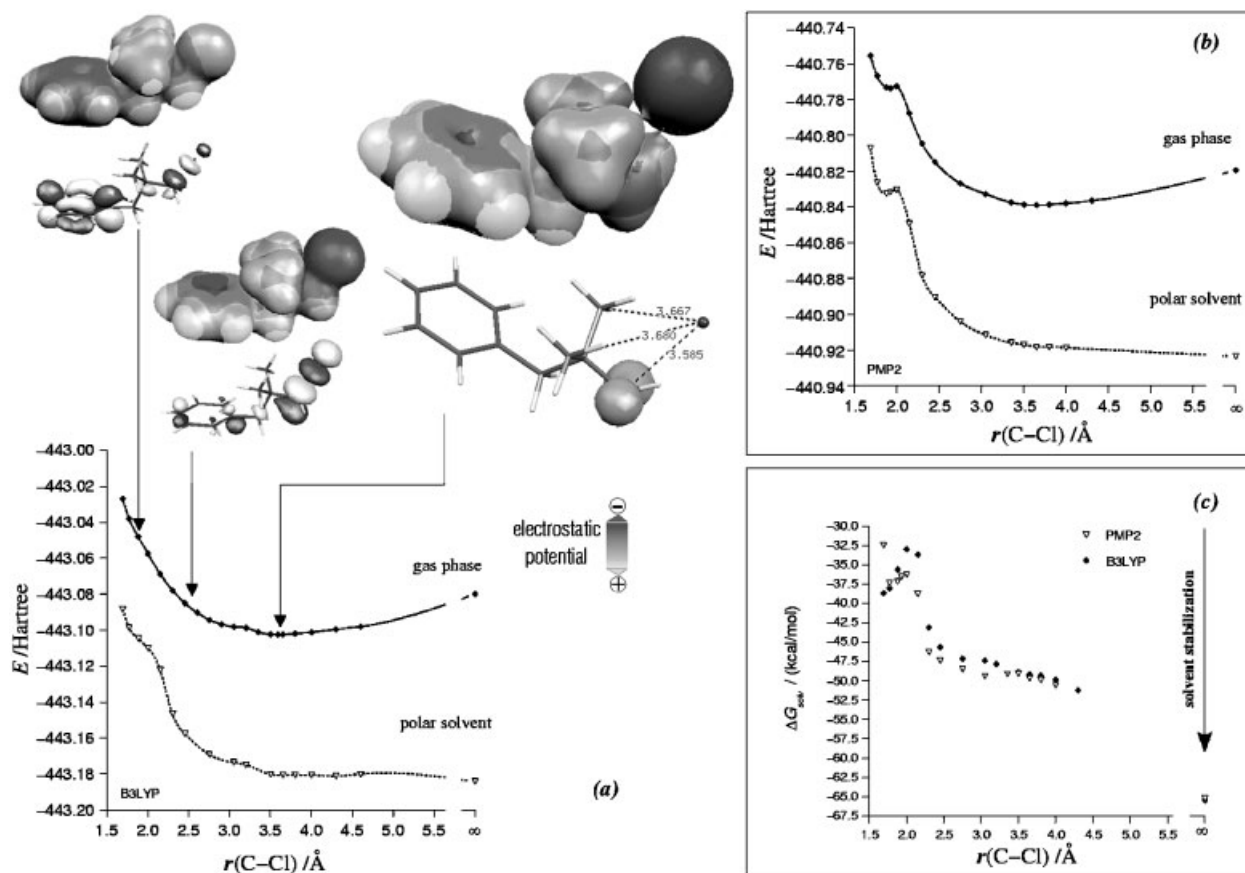 3.667
3.680
3.585
−443.00
−443.02
−443.04
−443.06
−443.08
−443.10
−443.12
−443.14
−443.16
−443.18
−443.20
E /Hartree
gas phase
polar solvent
B3LYP
(a)
electrostatic
potential
−
+
1.5 2.0 2.5 3.0 3.5 4.0 4.5 5.0 5.5 ∞
r(C–Cl) /Å
(b)
−440.74
−440.76
−440.78
−440.80
−440.82
−440.84
−440.86
−440.88
−440.90
−440.92
−440.94
E /Hartree
gas phase
polar solvent
PMP2
1.5 2.0 2.5 3.0 3.5 4.0 4.5 5.0 5.5 ∞
r(C–Cl) /Å
(c)
−30.0
−32.5
−35.0
−37.5
−40.0
−42.5
−45.0
−47.5
−50.0
−52.5
−55.0
−57.5
−60.0
−62.5
−65.0
−67.5
ΔGsolv / (kcal/mol)
PMP2
B3LYP
solvent stabilization
1.5 2.0 2.5 3.0 3.5 4.0 4.5 5.0 5.5 ∞
r(C–Cl) /Å